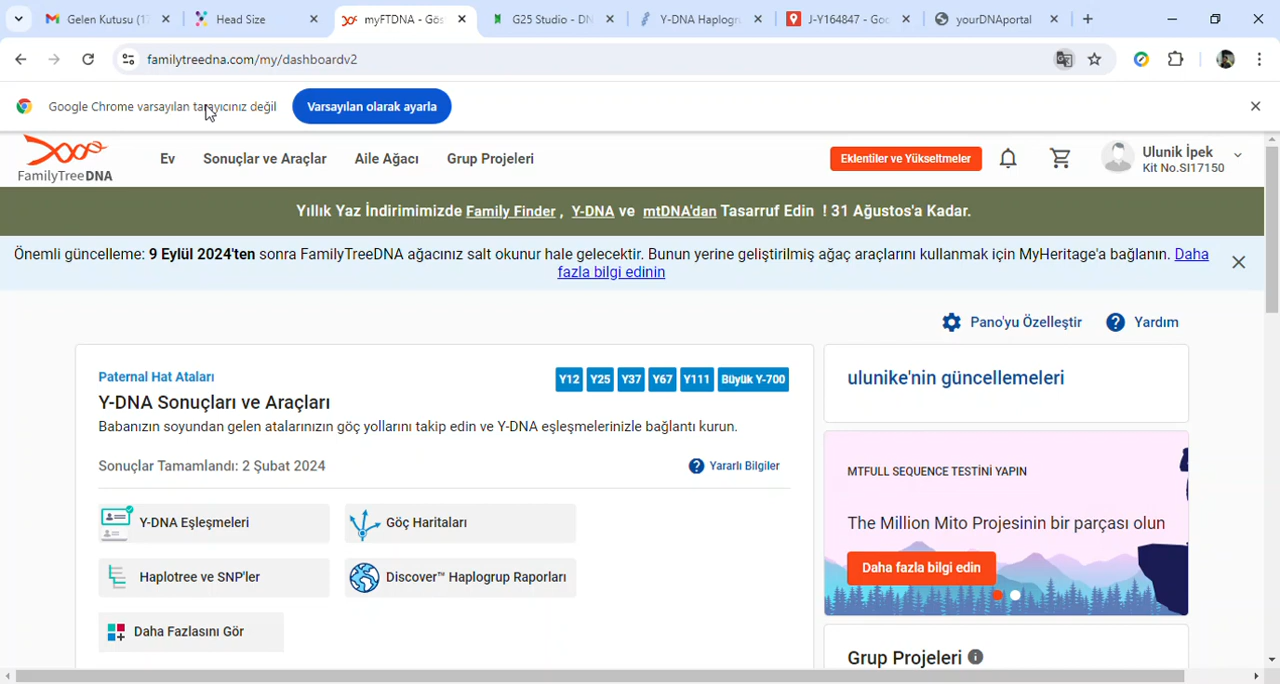 Gelen Kutusu (17
Head Size
myFTDNA - Gös
G25 Studio - DN
Y-DNA Haplogru
J-Y164847 - Goo
yourDNAportal
familytreedna.com/my/dashboardv2
Google Chrome varsayılan tarayıcınız değil
Varsayılan olarak ayarla
FamilyTreeDNA
Ev
Sonuçlar ve Araçlar
Aile Ağacı
Grup Projeleri
Eklentiler ve Yükseltmeler
Ulunik İpek
Kit No.SI17150
Yıllık Yaz İndirimimizde Family Finder , Y-DNA ve mtDNA'dan Tasarruf Edin ! 31 Ağustos'a Kadar.
Önemli güncelleme: 9 Eylül 2024'ten sonra FamilyTreeDNA ağacınız salt okunur hale gelecektir. Bunun yerine geliştirilmiş ağaç araçlarını kullanmak için MyHeritage'a bağlanın. Daha
fazla bilgi edinin
Pano'yu Özelleştir
Yardım
Paternal Hat Ataları
Y12 Y25 Y37 Y67 Y111 Büyük Y-700
Y-DNA Sonuçları ve Araçları
Babanızın soyundan gelen atalarınızın göç yollarını takip edin ve Y-DNA eşleşmelerinizle bağlantı kurun.
Sonuçlar Tamamlandı: 2 Şubat 2024
Yararlı Bilgiler
Y-DNA Eşleşmeleri
Göç Haritaları
Haplotree ve SNP'ler
Discover™ Haplogrup Raporları
Daha Fazlasını Gör
ulunike'nin güncellemeleri
MTFULL SEQUENCE TESTİNİ YAPIN
The Million Mito Projesinin bir parçası olun
Daha fazla bilgi edin
Grup Projeleri